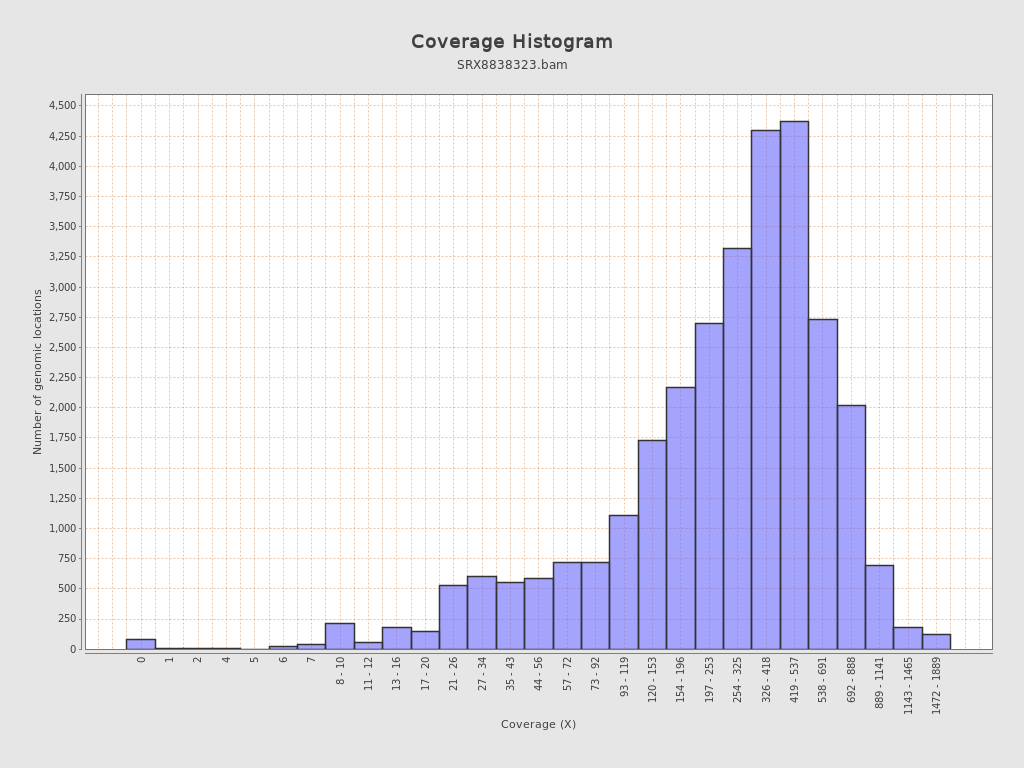 Coverage Histogram
SRX8838323.bam
Number of genomic locations
4,500
4,250
4,000
3,750
3,500
3,250
3,000
2,750
2,500
2,250
2,000
1,750
1,500
1,250
1,000
750
500
250
0
0
1
2
4
5
6
7
8 - 10
11 - 12
13 - 16
17 - 20
21 - 26
27 - 34
35 - 43
44 - 56
57 - 72
73 - 92
93 - 119
120 - 153
154 - 196
197 - 253
254 - 325
326 - 418
419 - 537
538 - 691
692 - 888
889 - 1141
1143 - 1465
1472 - 1889
Coverage (X)